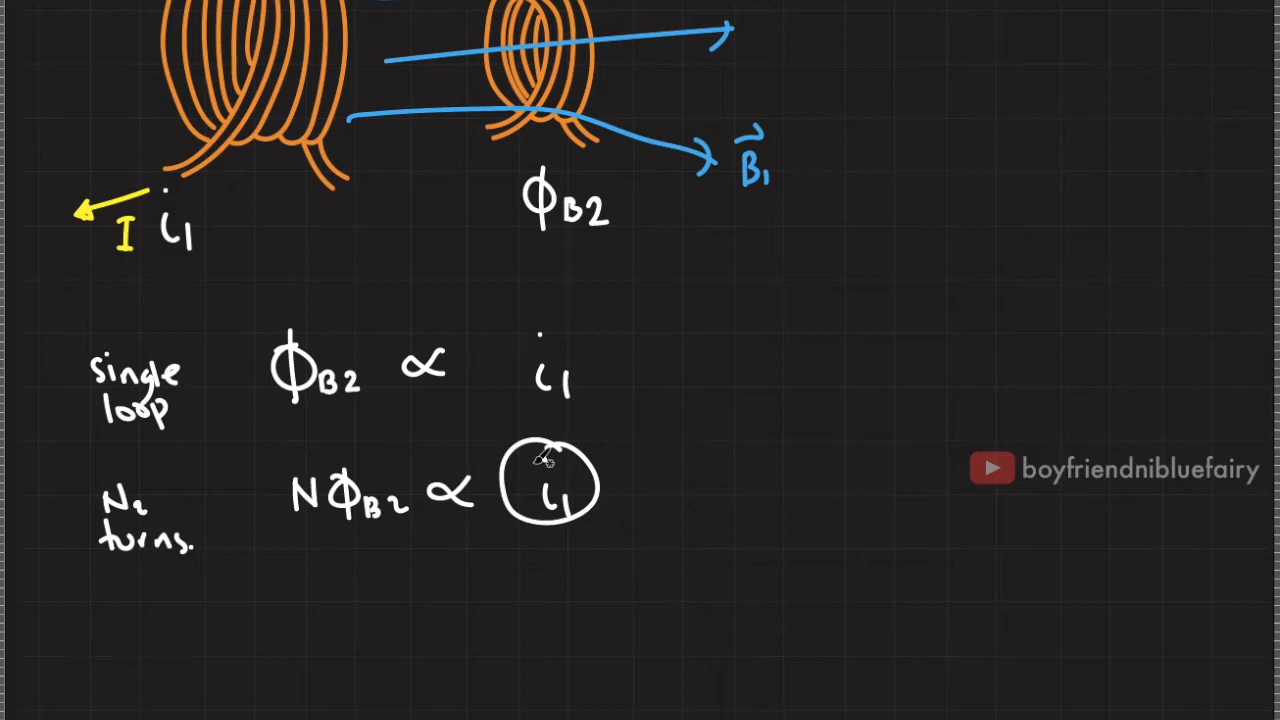 B⃗₁
I i₁
ϕB2
single loop ϕB2 ∝ i₁
boyfriendnibluefairy
N₂ turns. NϕB2 ∝ i₁